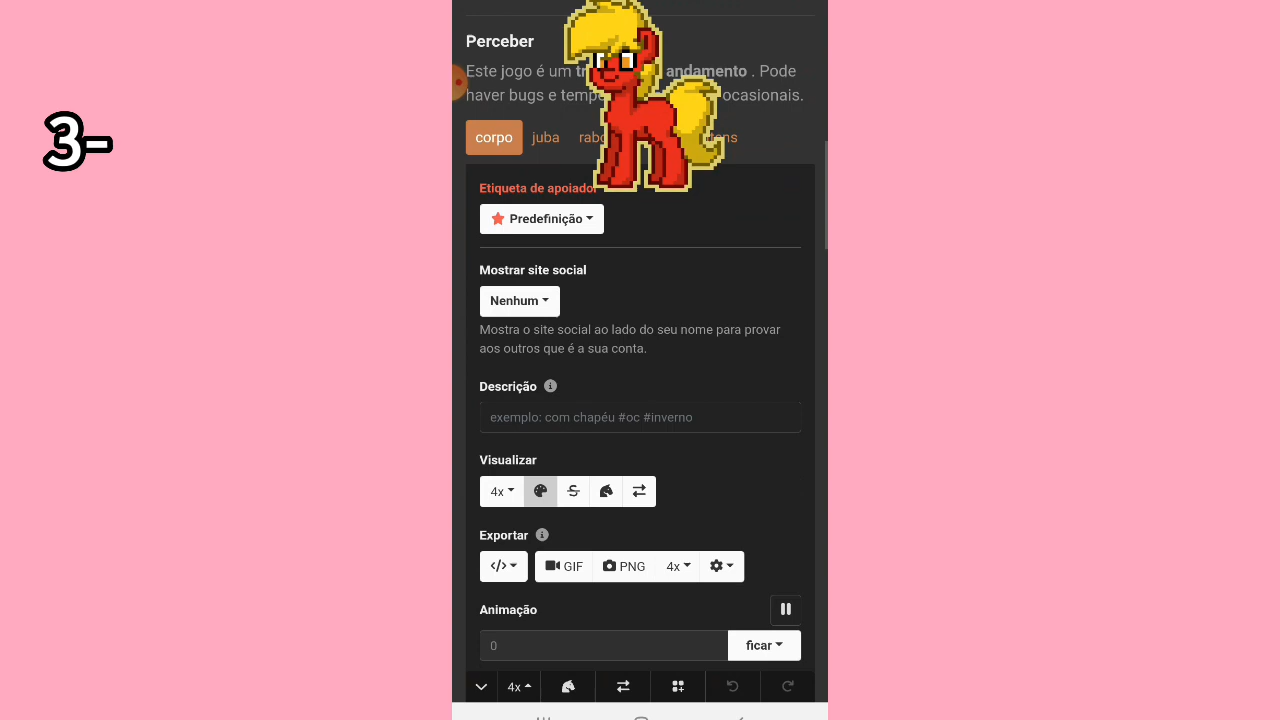 3-
Perceber
Este jogo é um andamento . Pode
haver bugs e ocasionais.
corpo juba
Etiqueta de apoiador
Predefinição
Mostrar site social
Nenhum
Mostra o site social ao lado do seu nome para provar
aos outros que é a sua conta.
Descrição
exemplo: com chapéu #oc #inverno
Visualizar
4x
Exportar
</> GIF PNG 4x
Animação
0 ficar
4x